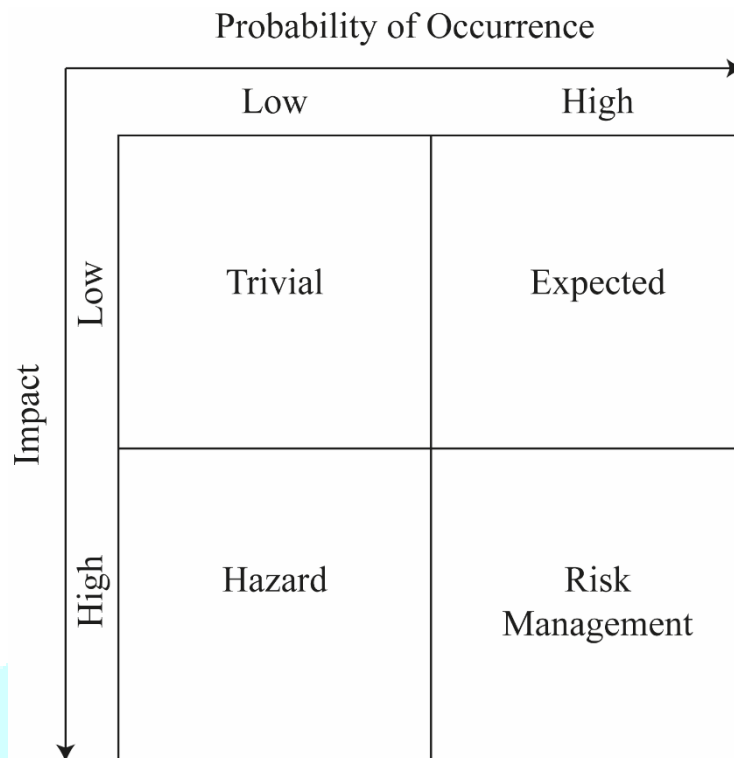 Probability of Occurrence
Low
High
Impact
Low
Trivial
Expected
High
Hazard
Risk
Management